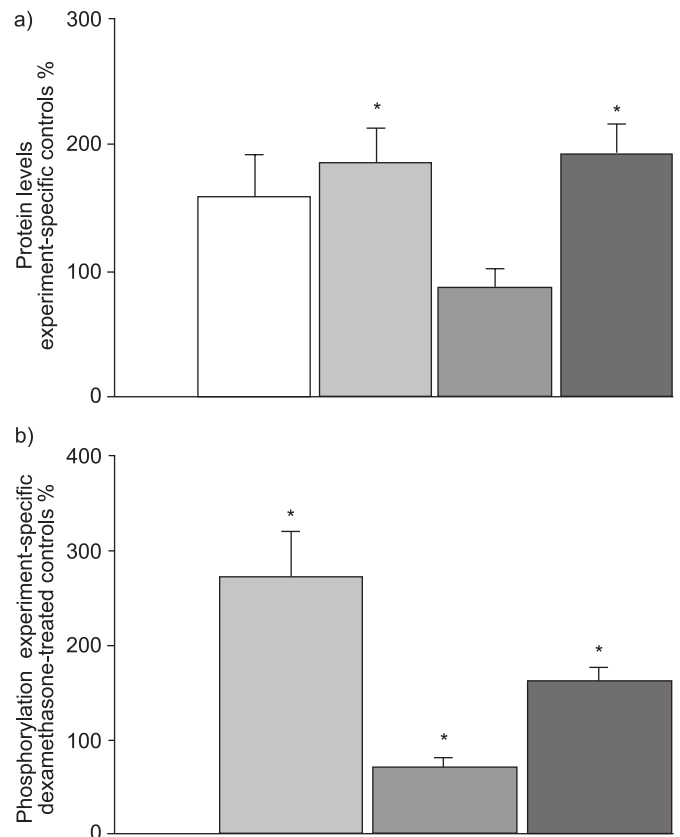 a)
300
200
100
0
Protein levels
experiment-specific controls %
*
*
b)
400
300
200
100
0
Phosphorylation experiment-specific
dexamethasone-treated controls %
*
*
*